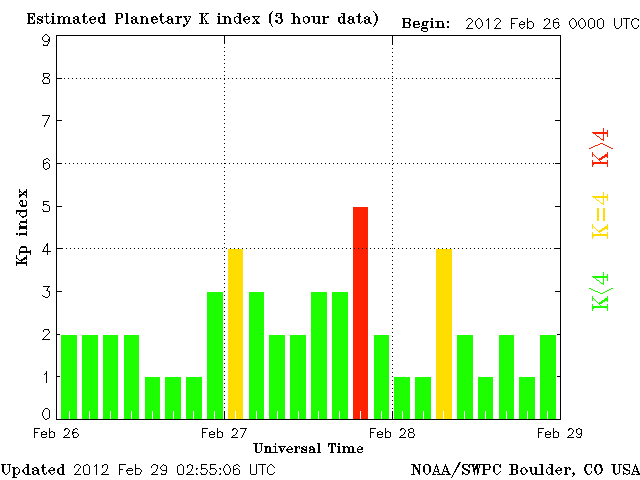 Estimated Planetary K index (3 hour data) Begin: 2012 Feb 26 0000 UTC
9
8
7
6
5
4
3
2
1
0
Kp index
K>4
K=4
K<4
Feb 26 Feb 27 Feb 28 Feb 29
Universal Time
Updated 2012 Feb 29 02:55:06 UTC NOAA/SWPC Boulder, CO USA